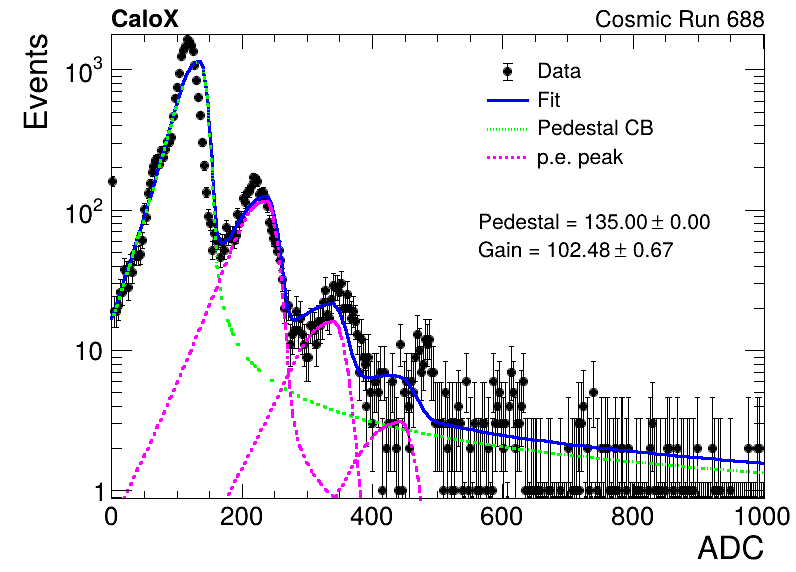 CaloX Cosmic Run 688
Events
10³
10²
10
1
Data
Fit
Pedestal CB
p.e. peak
Pedestal = 135.00 ± 0.00
Gain = 102.48 ± 0.67
0 200 400 600 800 1000
ADC